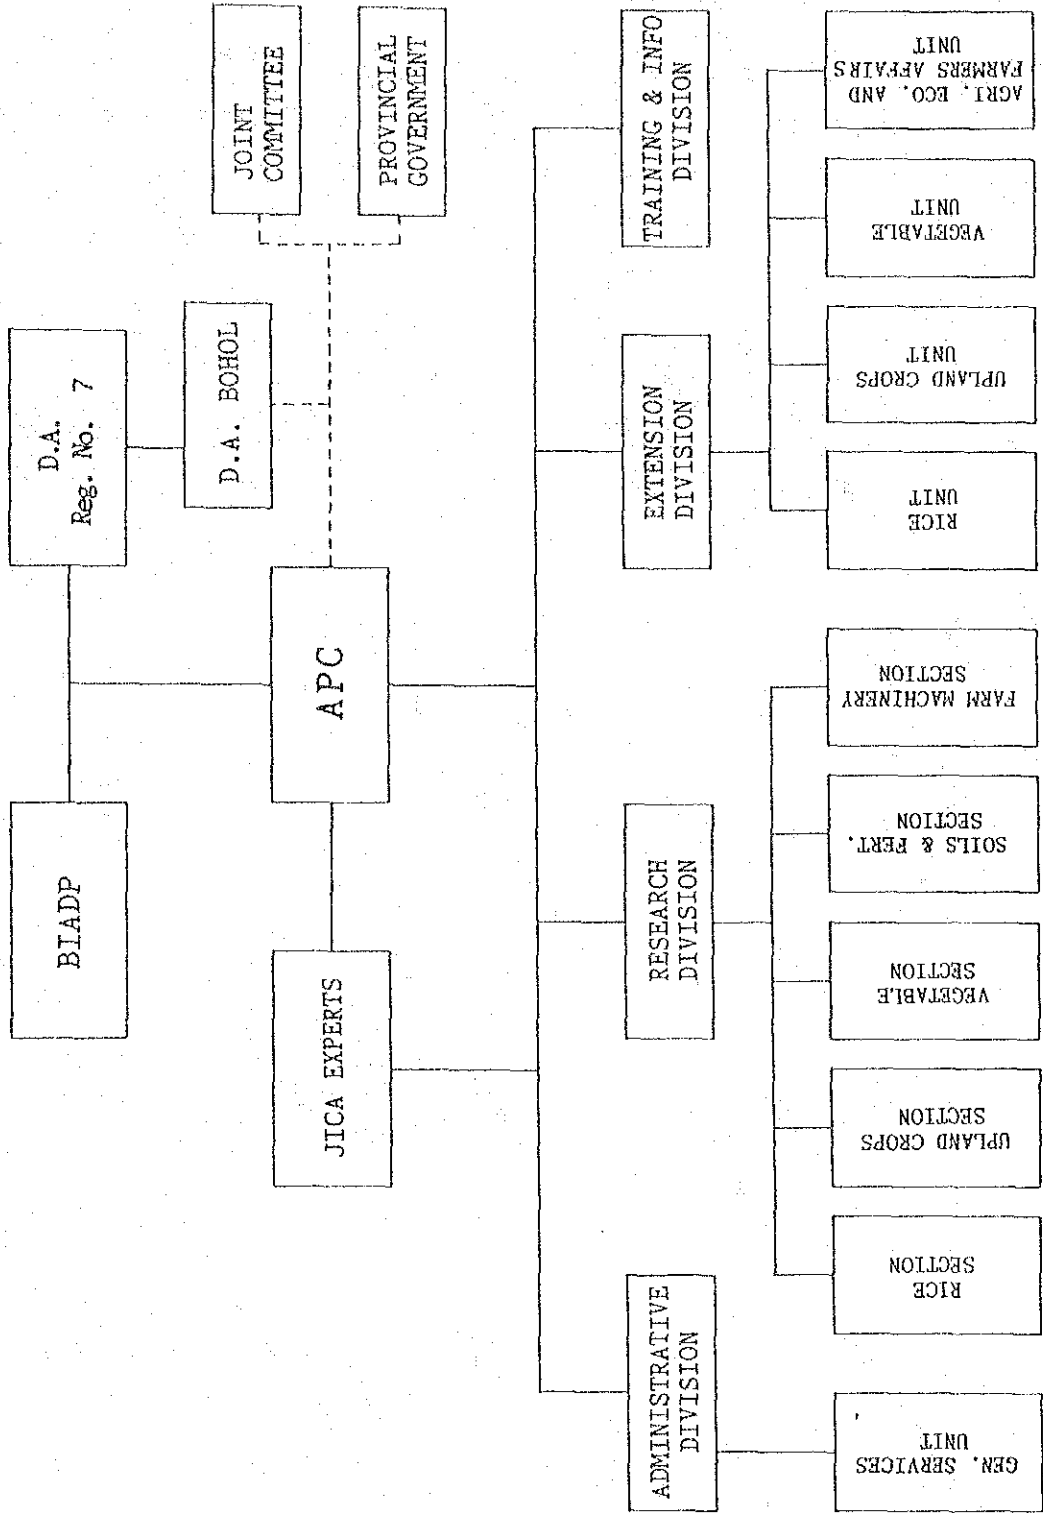 BIADP
D.A.
Reg. No. 7
D.A. BOHOL
JOINT
COMMITTEE
PROVINCIAL
GOVERNMENT
JICA EXPERTS
APC
ADMINISTRATIVE
DIVISION
RESEARCH
DIVISION
EXTENSION
DIVISION
TRAINING & INFO
DIVISION
GEN. SERVICES
UNIT
RICE
SECTION
UPLAND CROPS
SECTION
VEGETABLE
SECTION
SOILS & FERT.
SECTION
FARM MACHINERY
SECTION
RICE
UNIT
UPLAND CROPS
UNIT
VEGETABLE
UNIT
AGRI. ECO. AND
FARMERS AFFAIRS
UNIT